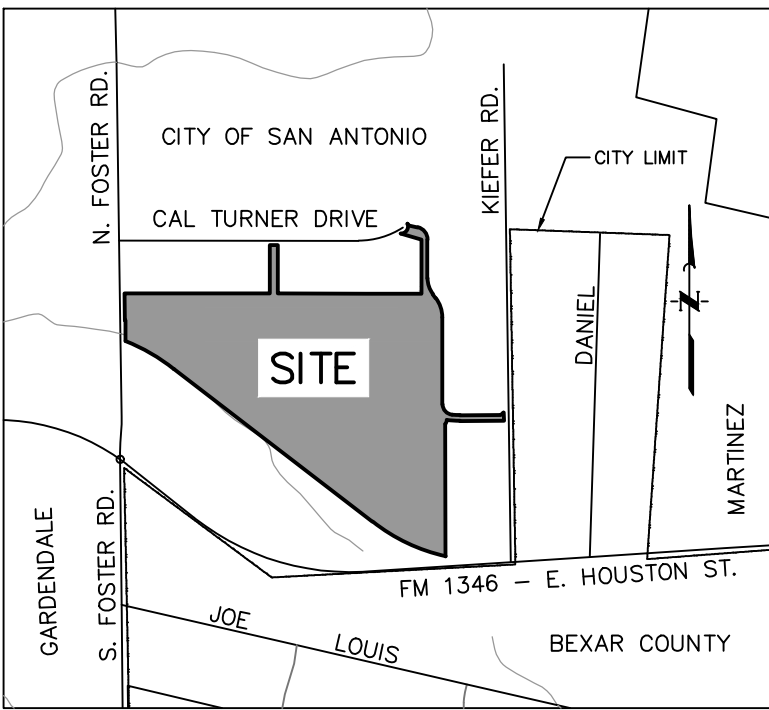 N. FOSTER RD.
CITY OF SAN ANTONIO
KIEFER RD.
CITY LIMIT
CAL TURNER DRIVE
N
DANIEL
SITE
MARTINEZ
GARDENDALE
S. FOSTER RD.
FM 1346 - E. HOUSTON ST.
JOE LOUIS
BEXAR COUNTY